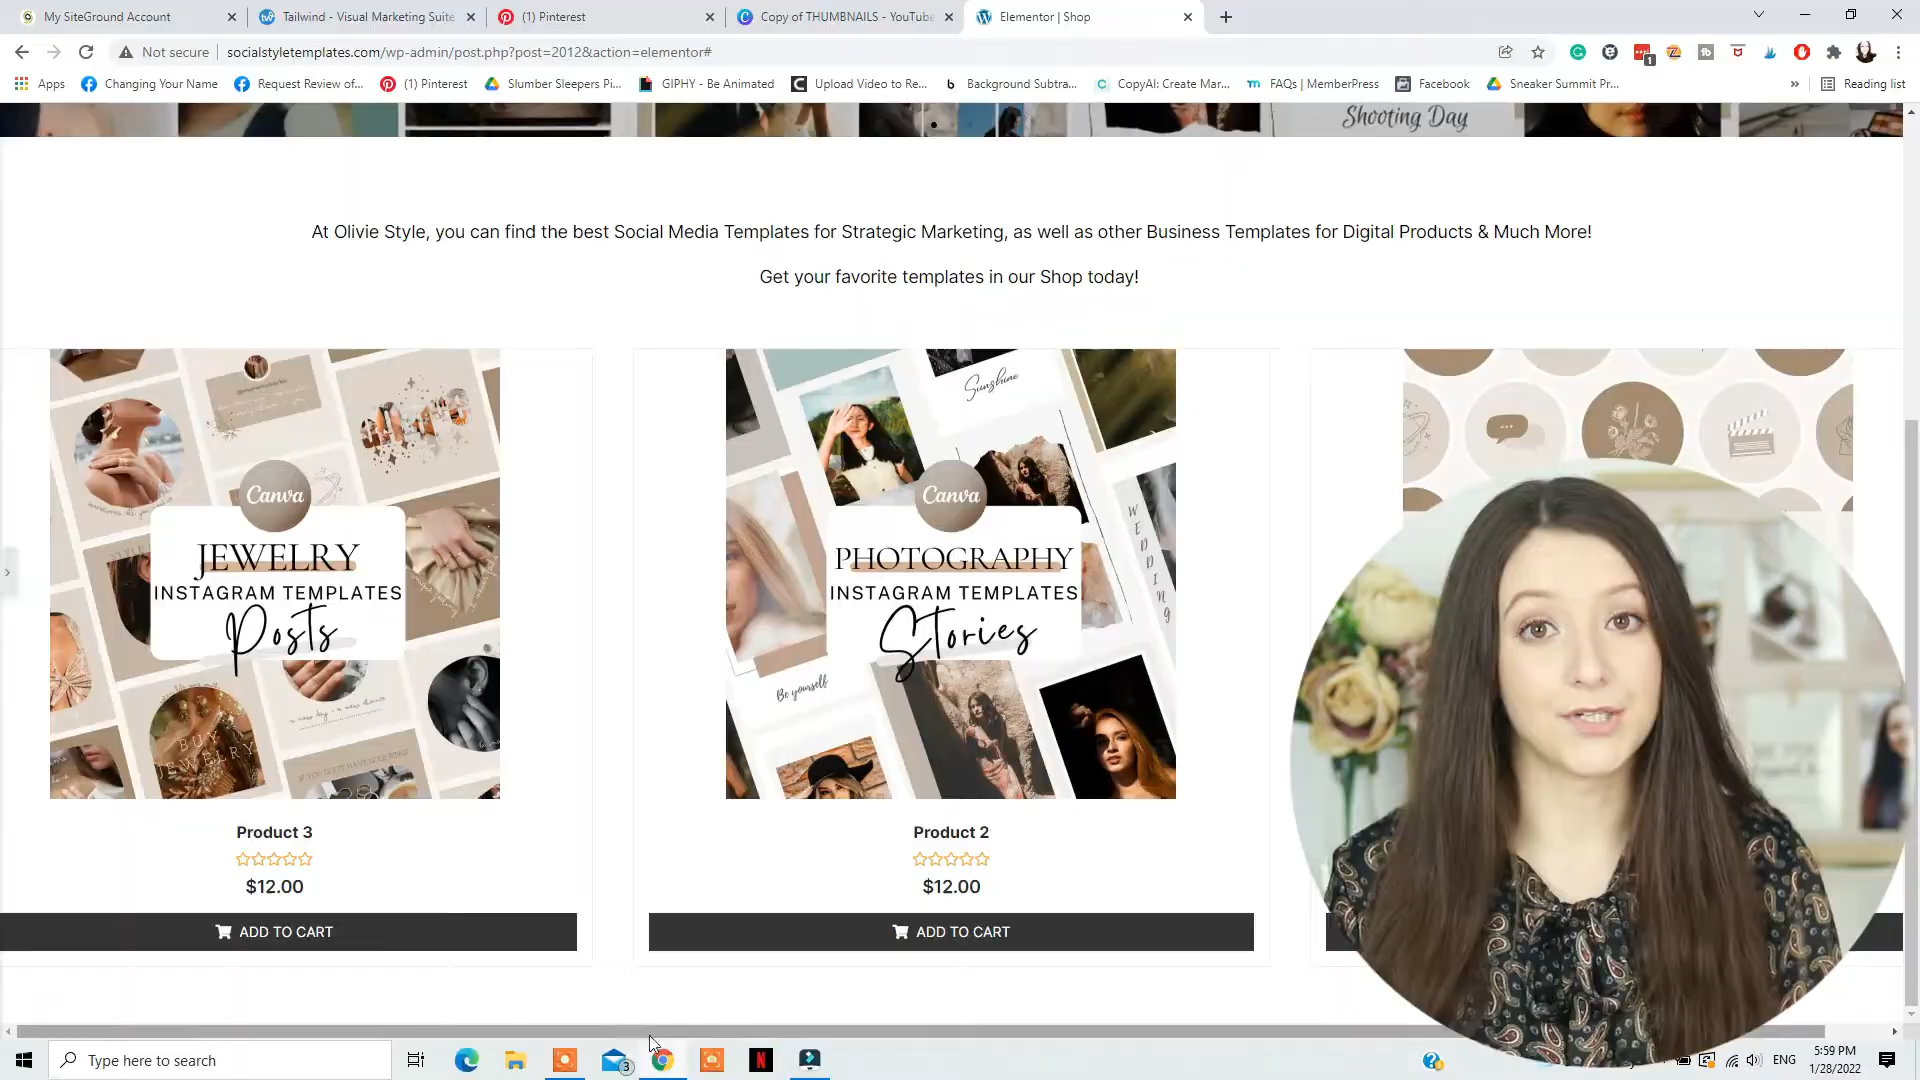 My SiteGround Account
Tailwind - Visual Marketing Suite
(1) Pinterest
Copy of THUMBNAILS - YouTube
Elementor | Shop
Not secure
socialstyletemplates.com/wp-admin/post.php?post=2012&action=elementor#
Apps
Changing Your Name
Request Review of...
(1) Pinterest
Slumber Sleepers Pi...
GIPHY - Be Animated
Upload Video to Re...
Background Subtra...
CopyAI: Create Mar...
FAQs | MemberPress
Facebook
Sneaker Summit Pr...
Reading list
Shooting Day
At Olivie Style, you can find the best Social Media Templates for Strategic Marketing, as well as other Business Templates for Digital Products & Much More!
Get your favorite templates in our Shop today!
Canva
JEWELRY
INSTAGRAM TEMPLATES
Posts
BUY
JEWELRY
Sunshine
Canva
PHOTOGRAPHY
INSTAGRAM TEMPLATES
Stories
WEDDING
Be yourself
Product 3
$12.00
ADD TO CART
Product 2
$12.00
ADD TO CART
Type here to search
3
ENG
5:59 PM
1/28/2022